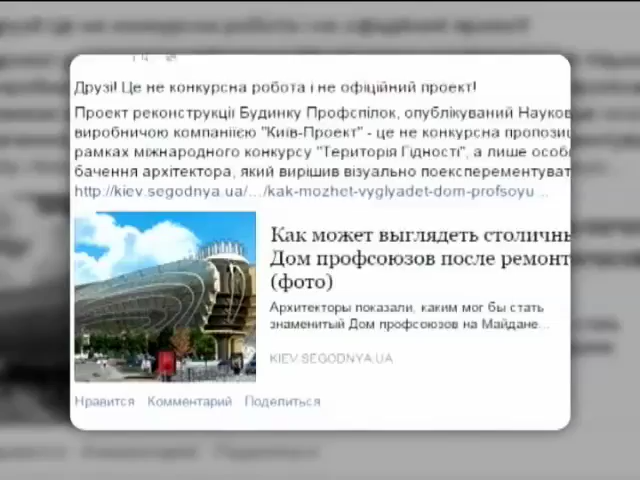 Друзі! Це не конкурсна робота і не офіційний проект!
Проект реконструкції Будинку Профспілок, опублікуваний Науков
виробничою компанією "Київ-Проект" - це не конкурсна пропозиц
рамках міжнародного конкурсу "Територія Гідності", а лише особ
бачення архітектора, який вирішив візуально поексперементуват
http://kiev.segodnya.ua/.../kak-mozhet-vyglyadet-dom-profsoyu...
Как может выглядеть столичнь
Дом профсоюзов после ремонт
(фото)
Архитекторы показали, каким мог бы стать
знаменитый Дом профсоюзов на Майдане...
KIEV.SEGODNYA.UA
Нравится Комментарий Поделиться